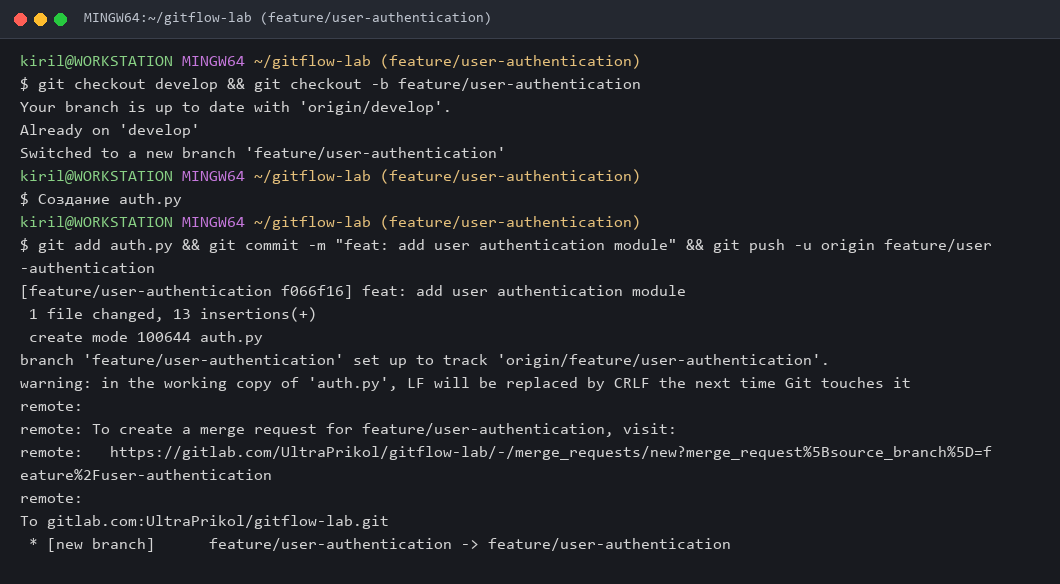 MINGW64:~/gitflow-lab (feature/user-authentication)
kiril@WORKSTATION MINGW64 ~/gitflow-lab (feature/user-authentication)
$ git checkout develop && git checkout -b feature/user-authentication
Your branch is up to date with 'origin/develop'.
Already on 'develop'
Switched to a new branch 'feature/user-authentication'
kiril@WORKSTATION MINGW64 ~/gitflow-lab (feature/user-authentication)
$ Создание auth.py
kiril@WORKSTATION MINGW64 ~/gitflow-lab (feature/user-authentication)
$ git add auth.py && git commit -m "feat: add user authentication module" && git push -u origin feature/user
-authentication
[feature/user-authentication f066f16] feat: add user authentication module
 1 file changed, 13 insertions(+)
 create mode 100644 auth.py
branch 'feature/user-authentication' set up to track 'origin/feature/user-authentication'.
warning: in the working copy of 'auth.py', LF will be replaced by CRLF the next time Git touches it
remote:
remote: To create a merge request for feature/user-authentication, visit:
remote:   https://gitlab.com/UltraPrikol/gitflow-lab/-/merge_requests/new?merge_request%5Bsource_branch%5D=f
eature%2Fuser-authentication
remote:
To gitlab.com:UltraPrikol/gitflow-lab.git
 * [new branch]      feature/user-authentication -> feature/user-authentication